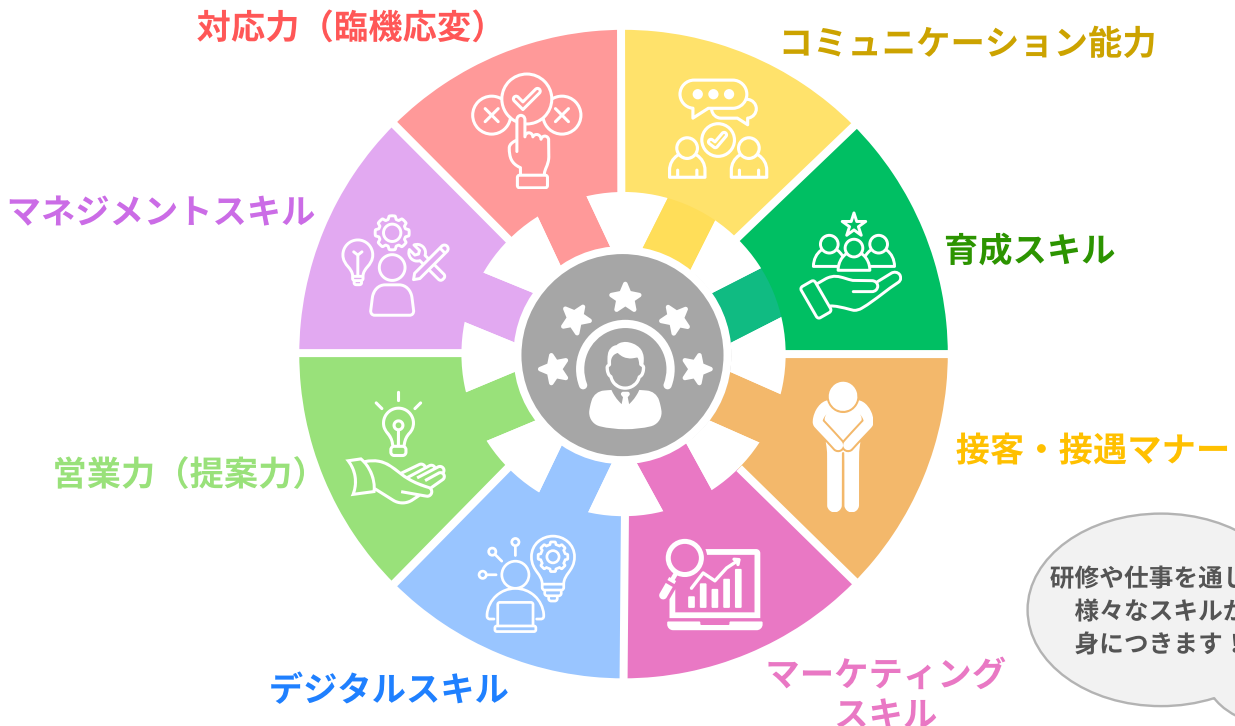 対応力（臨機応変）
コミュニケーション能力
マネジメントスキル
育成スキル
営業力（提案力）
接客・接遇マナー
デジタルスキル
マーケティング
スキル
研修や仕事を通し
様々なスキルが
身につきます！